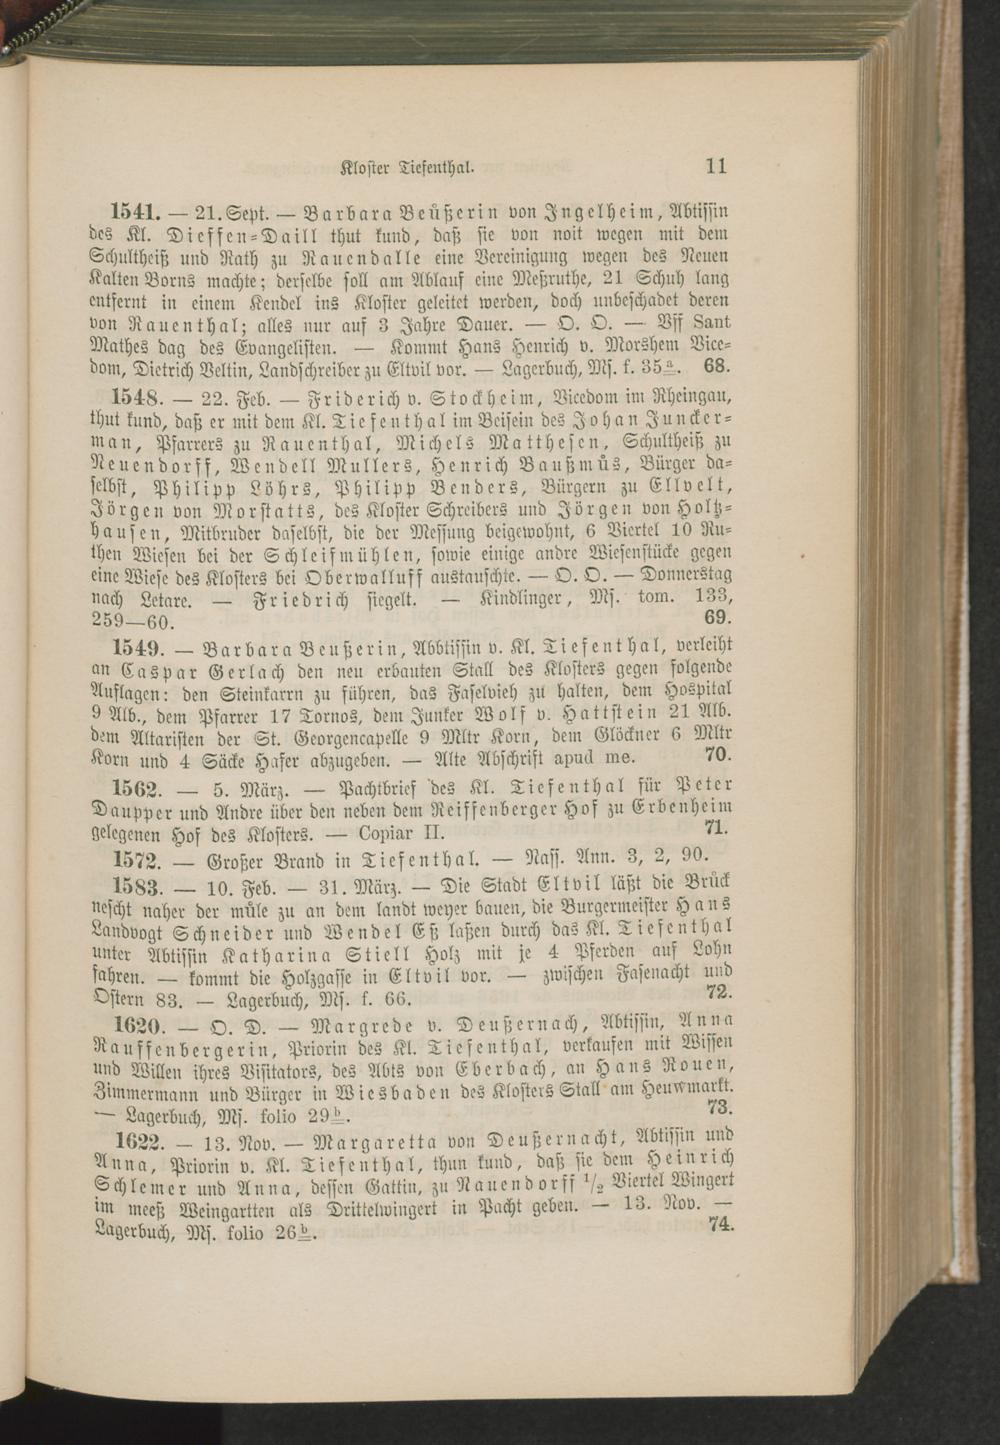 Kloster Tiefenthal. 11
1541. — 21. Sept. — Barbara Beůßerin von Ingelheim, Abtissin
des Kl. Dieffen-Daill thut kund, daß sie von noit wegen mit dem
Schultheiß und Rath zu Rauendalle eine Vereinigung wegen des Neuen
Kalten Borns machte; derselbe soll am Ablauf eine Meßruthe, 21 Schuh lang
entfernt in einem Kendel ins Kloster geleitet werden, doch unbeschadet deren
von Rauenthal; alles nur auf 3 Jahre Dauer. — O. O. — Vff Sant
Mathes dag des Evangelisten. — Kommt Hans Henrich v. Morshem Vice-
dom, Dietrich Veltin, Landschreiber zu Eltvil vor. — Lagerbuch, Ms. f. 35a. 68.
1548. — 22. Feb. — Friderich v. Stockheim, Vicedom im Rheingau,
thut kund, daß er mit dem Kl. Tiefenthal im Beisein des Johan Juncker-
man, Pfarrers zu Rauenthal, Michels Matthesen, Schultheiß zu
Neuendorff, Wendell Mullers, Henrich Baußmůs, Bürger da-
selbst, Philipp Löhrs, Philipp Benders, Bürgern zu Ellvelt,
Jörgen von Morstatts, des Kloster Schreibers und Jörgen von Holtz-
hausen, Mitbruder daselbst, die der Messung beigewohnt, 6 Viertel 10 Ru-
then Wiesen bei der Schleifmühlen, sowie einige andre Wiesenstücke gegen
eine Wiese des Klosters bei Oberwalluff austauschte. — O. O. — Donnerstag
nach Letare. — Friedrich siegelt. — Kindlinger, Ms. tom. 133,
259—60. 69.
1549. — Barbara Beußerin, Abbtissin v. Kl. Tiefenthal, verleiht
an Caspar Gerlach den neu erbauten Stall des Klosters gegen folgende
Auflagen: den Steinkarrn zu führen, das Faselvieh zu halten, dem Hospital
9 Alb., dem Pfarrer 17 Tornos, dem Junker Wolf v. Hattstein 21 Alb.
dem Altaristen der St. Georgencapelle 9 Mltr Korn, dem Glöckner 6 Mltr
Korn und 4 Säcke Hafer abzugeben. — Alte Abschrift apud me. 70.
1562. — 5. März. — Pachtbrief des Kl. Tiefenthal für Peter
Daupper und Andre über den neben dem Reiffenberger Hof zu Erbenheim
gelegenen Hof des Klosters. — Copiar II. 71.
1572. — Großer Brand in Tiefenthal. — Nass. Ann. 3, 2, 90.
1583. — 10. Feb. — 31. März. — Die Stadt Eltvil läßt die Brück
nescht naher der můle zu an dem landt weyer bauen, die Burgermeister Hans
Landvogt Schneider und Wendel Eß laßen durch das Kl. Tiefenthal
unter Abtissin Katharina Stiell Holz mit je 4 Pferden auf Lohn
fahren. — kommt die Holzgasse in Eltvil vor. — zwischen Fasenacht und
Ostern 83. — Lagerbuch, Ms. f. 66. 72.
1620. — O. D. — Margrede v. Deußernach, Abtissin, Anna
Rauffenbergerin, Priorin des Kl. Tiefenthal, verkaufen mit Wissen
und Willen ihres Visitators, des Abts von Eberbach, an Hans Rouen,
Zimmermann und Bürger in Wiesbaden des Klosters Stall am Heuwmarkt.
— Lagerbuch, Ms. folio 29b. 73.
1622. — 13. Nov. — Margaretta von Deußernacht, Abtissin und
Anna, Priorin v. Kl. Tiefenthal, thun kund, daß sie dem Heinrich
Schlemer und Anna, dessen Gattin, zu Nauendorff 1/2 Viertel Wingert
im meeß Weingartten als Drittelwingert in Pacht geben. — 13. Nov. —
Lagerbuch, Ms. folio 26b. 74.